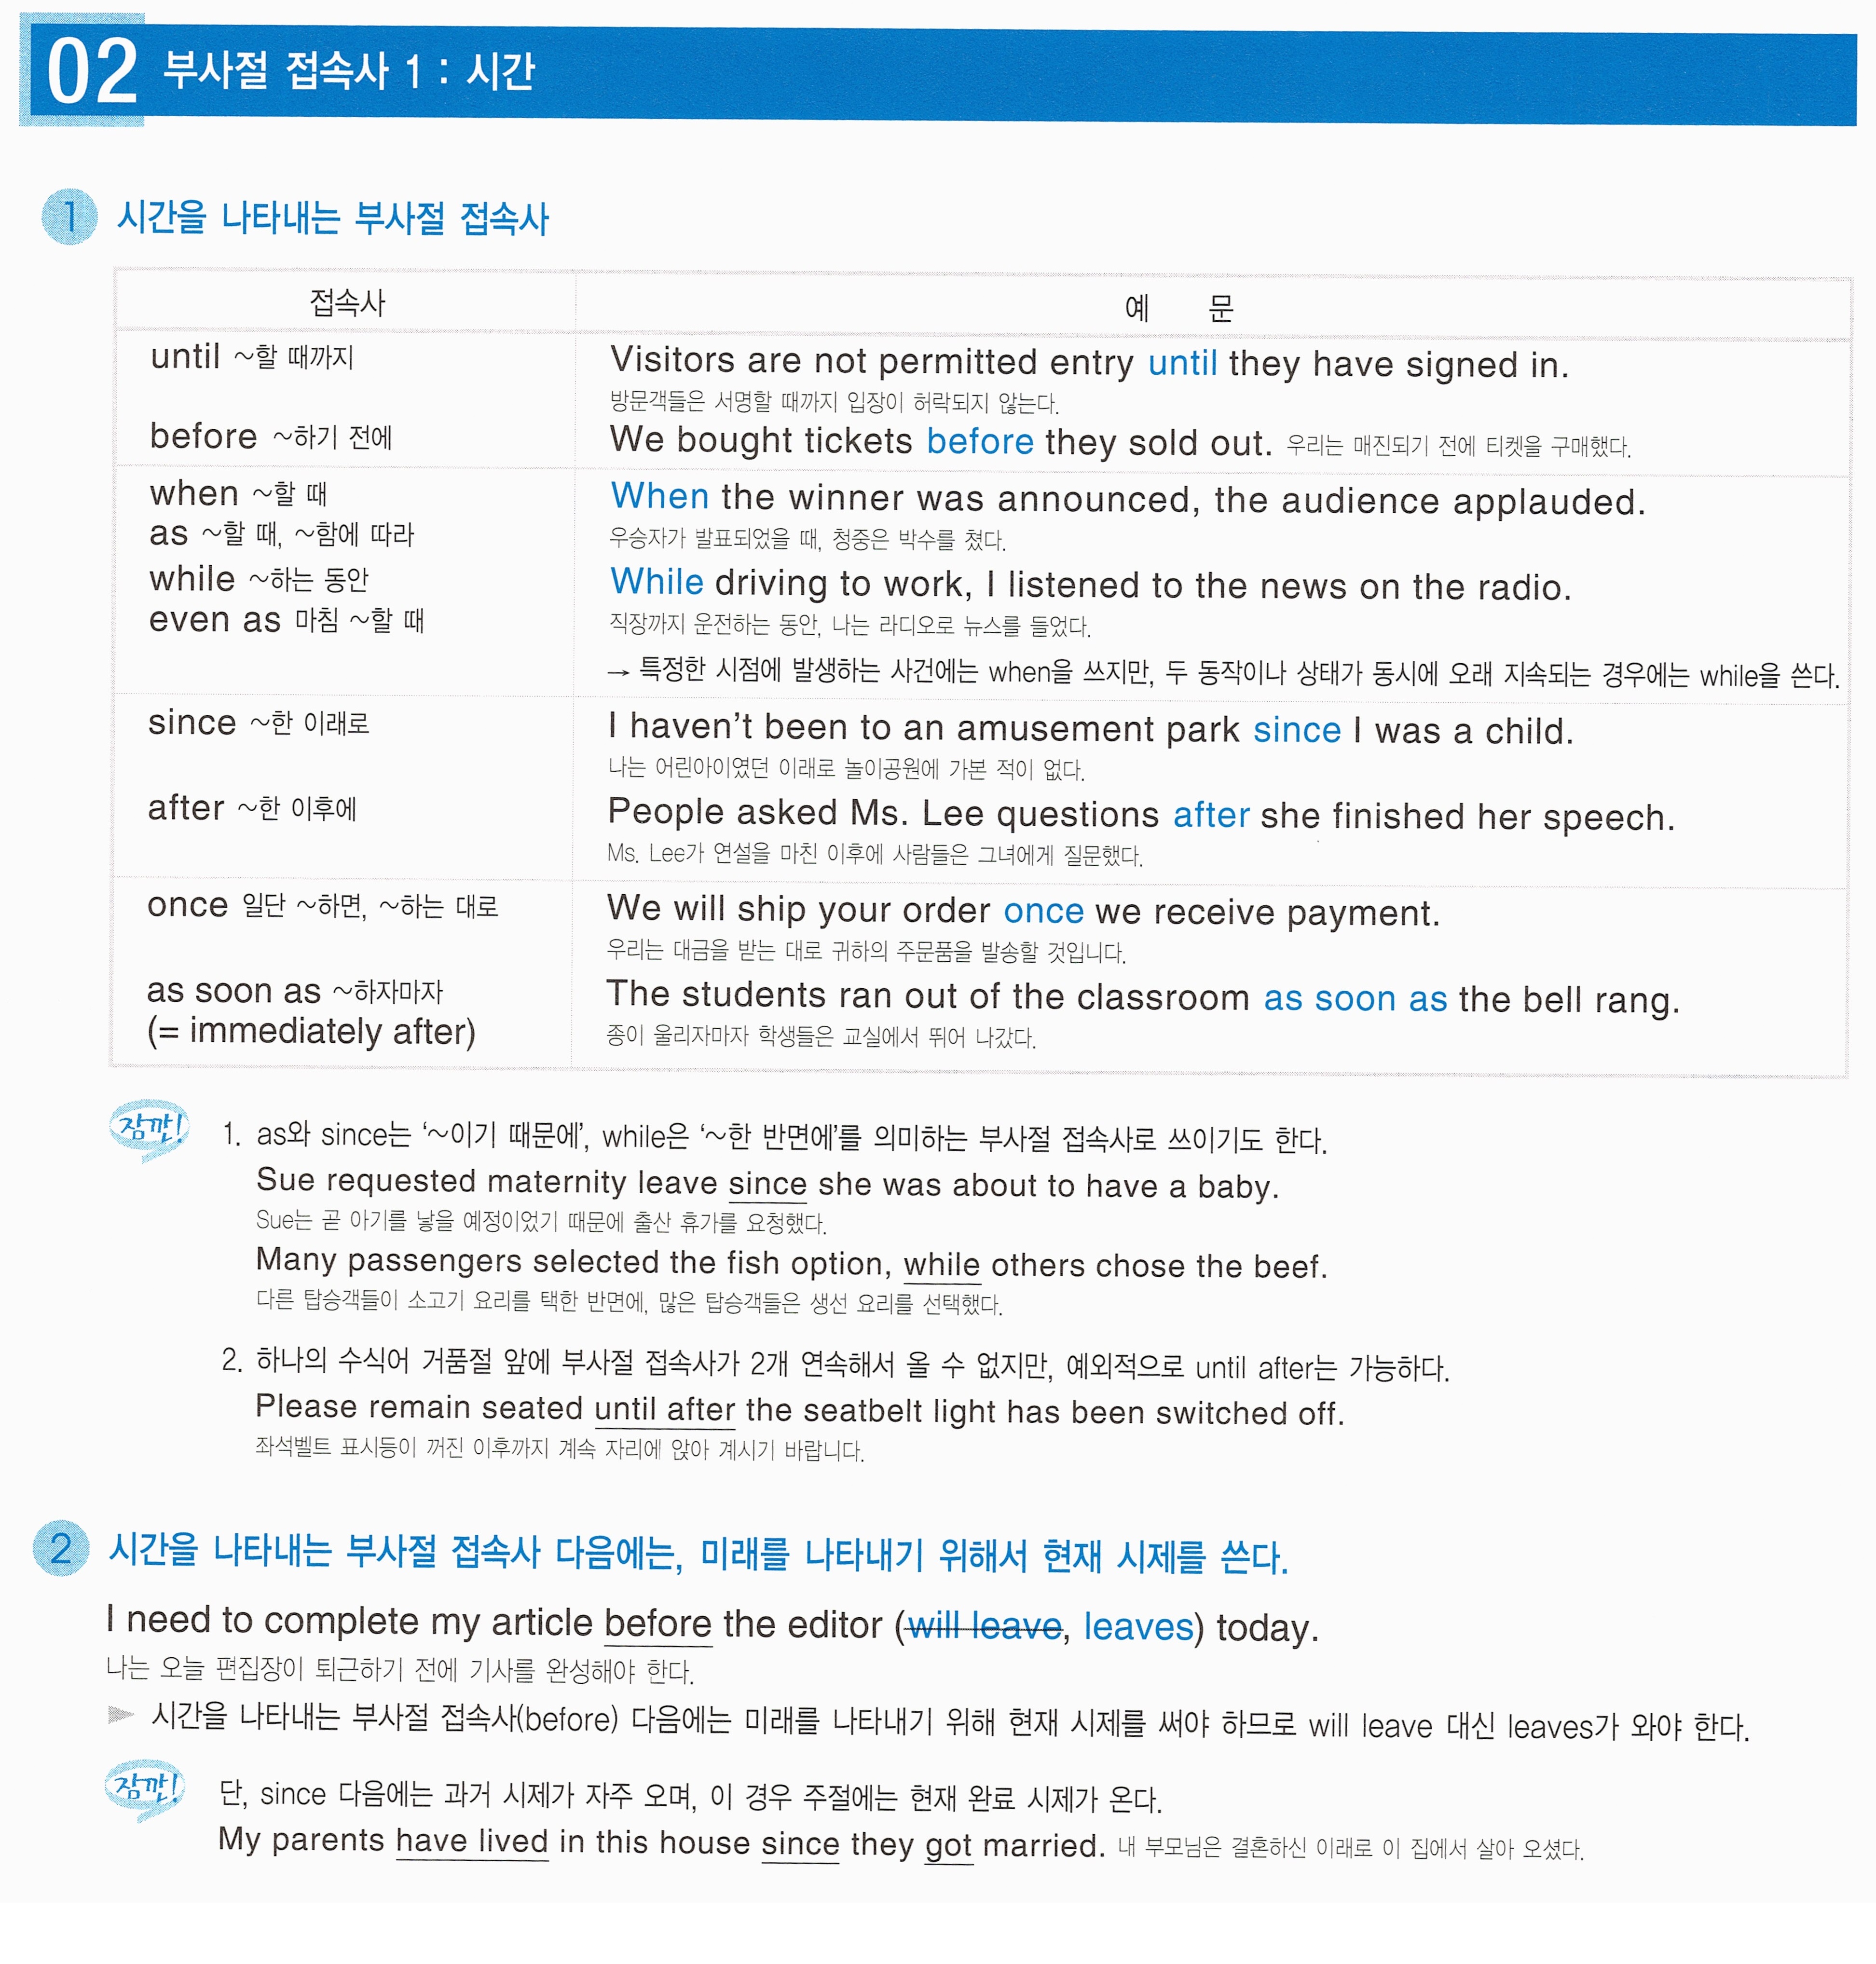 02 부사절 접속사 1 : 시간
1 시간을 나타내는 부사절 접속사
접속사 예 문
until ~할 때까지 Visitors are not permitted entry until they have signed in.
방문객들은 서명할 때까지 입장이 허락되지 않는다.
before ~하기 전에 We bought tickets before they sold out. 우리는 매진되기 전에 티켓을 구매했다.
when ~할 때 When the winner was announced, the audience applauded.
as ~할 때, ~함에 따라 우승자가 발표되었을 때, 청중은 박수를 쳤다.
while ~하는 동안 While driving to work, I listened to the news on the radio.
even as 마침 ~할 때 직장까지 운전하는 동안, 나는 라디오로 뉴스를 들었다.
→ 특정한 시점에 발생하는 사건에는 when을 쓰지만, 두 동작이나 상태가 동시에 오래 지속되는 경우에는 while을 쓴다.
since ~한 이래로 I haven't been to an amusement park since I was a child.
나는 어린아이였던 이래로 놀이공원에 가본 적이 없다.
after ~한 이후에 People asked Ms. Lee questions after she finished her speech.
Ms. Lee가 연설을 마친 이후에 사람들은 그녀에게 질문했다.
once 일단 ~하면, ~하는 대로 We will ship your order once we receive payment.
우리는 대금을 받는 대로 귀하의 주문품을 발송할 것입니다.
as soon as ~하자마자 The students ran out of the classroom as soon as the bell rang.
(= immediately after) 종이 울리자마자 학생들은 교실에서 뛰어 나갔다.
잠깐! 1. as와 since는 '~이기 때문에', while은 '~한 반면에'를 의미하는 부사절 접속사로 쓰이기도 한다.
Sue requested maternity leave since she was about to have a baby.
Sue는 곧 아기를 낳을 예정이었기 때문에 출산 휴가를 요청했다.
Many passengers selected the fish option, while others chose the beef.
다른 탑승객들이 소고기 요리를 택한 반면에, 많은 탑승객들은 생선 요리를 선택했다.
2. 하나의 수식어 거품절 앞에 부사절 접속사가 2개 연속해서 올 수 없지만, 예외적으로 until after는 가능하다.
Please remain seated until after the seatbelt light has been switched off.
좌석벨트 표시등이 꺼진 이후까지 계속 자리에 앉아 계시기 바랍니다.
2 시간을 나타내는 부사절 접속사 다음에는, 미래를 나타내기 위해서 현재 시제를 쓴다.
I need to complete my article before the editor (will leave, leaves) today.
나는 오늘 편집장이 퇴근하기 전에 기사를 완성해야 한다.
▶ 시간을 나타내는 부사절 접속사(before) 다음에는 미래를 나타내기 위해 현재 시제를 써야 하므로 will leave 대신 leaves가 와야 한다.
잠깐! 단, since 다음에는 과거 시제가 자주 오며, 이 경우 주절에는 현재 완료 시제가 온다.
My parents have lived in this house since they got married. 내 부모님은 결혼하신 이래로 이 집에서 살아 오셨다.